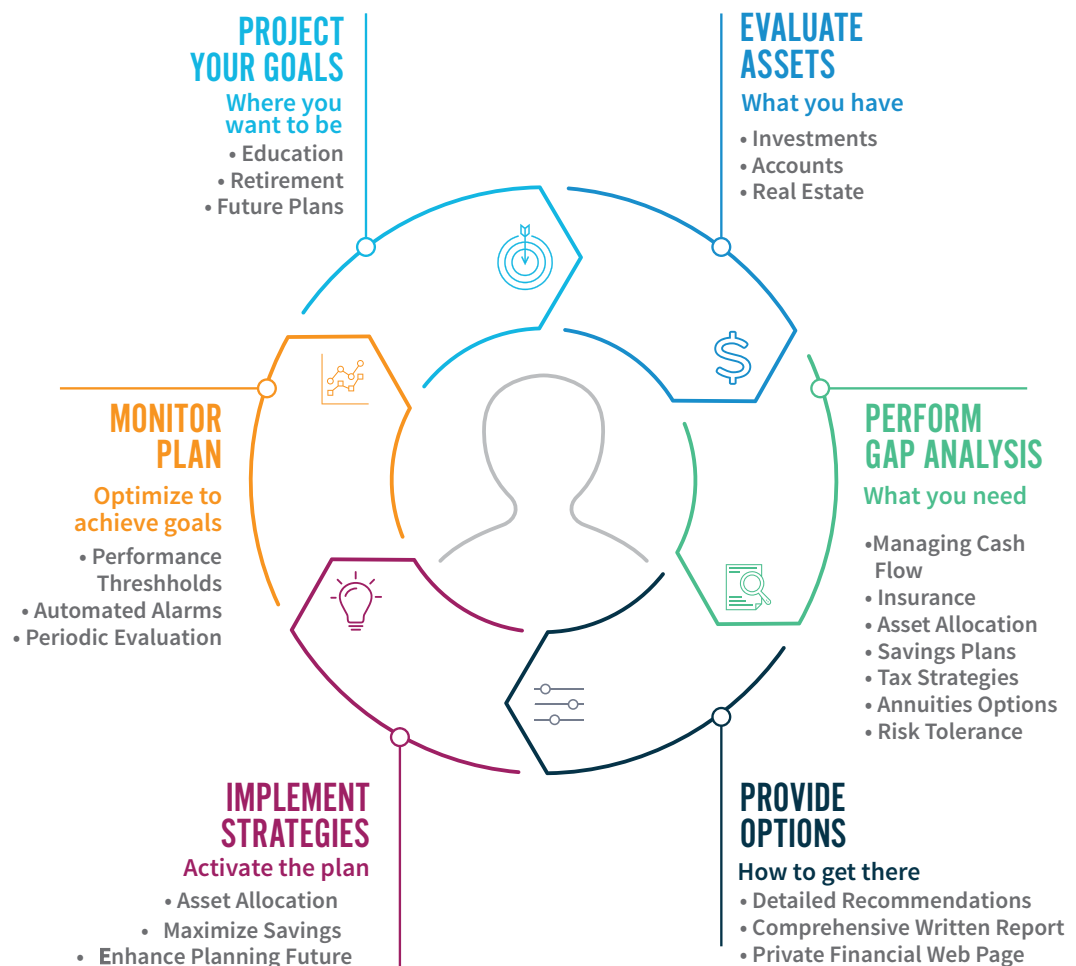 PROJECT
YOUR GOALS
Where you
want to be
• Education
• Retirement
• Future Plans
EVALUATE
ASSETS
What you have
• Investments
• Accounts
• Real Estate
PERFORM
GAP ANALYSIS
What you need
•Managing Cash
Flow
• Insurance
• Asset Allocation
• Savings Plans
• Tax Strategies
• Annuities Options
• Risk Tolerance
PROVIDE
OPTIONS
How to get there
• Detailed Recommendations
• Comprehensive Written Report
• Private Financial Web Page
IMPLEMENT
STRATEGIES
Activate the plan
• Asset Allocation
• Maximize Savings
• Enhance Planning Future
MONITOR
PLAN
Optimize to
achieve goals
• Performance
Threshholds
• Automated Alarms
• Periodic Evaluation